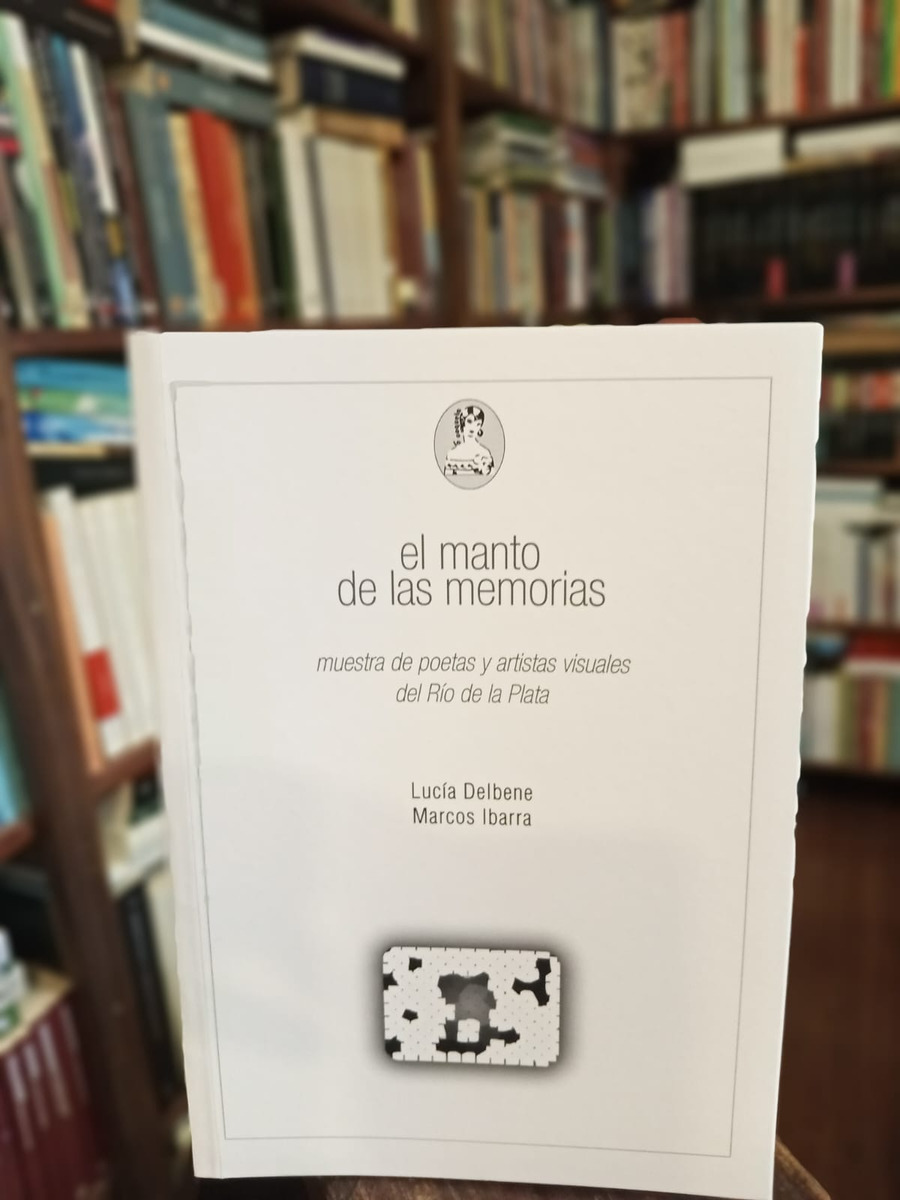 el manto
de las memorias
muestra de poetas y artistas visuales
del Río de la Plata
Lucía Delbene
Marcos Ibarra